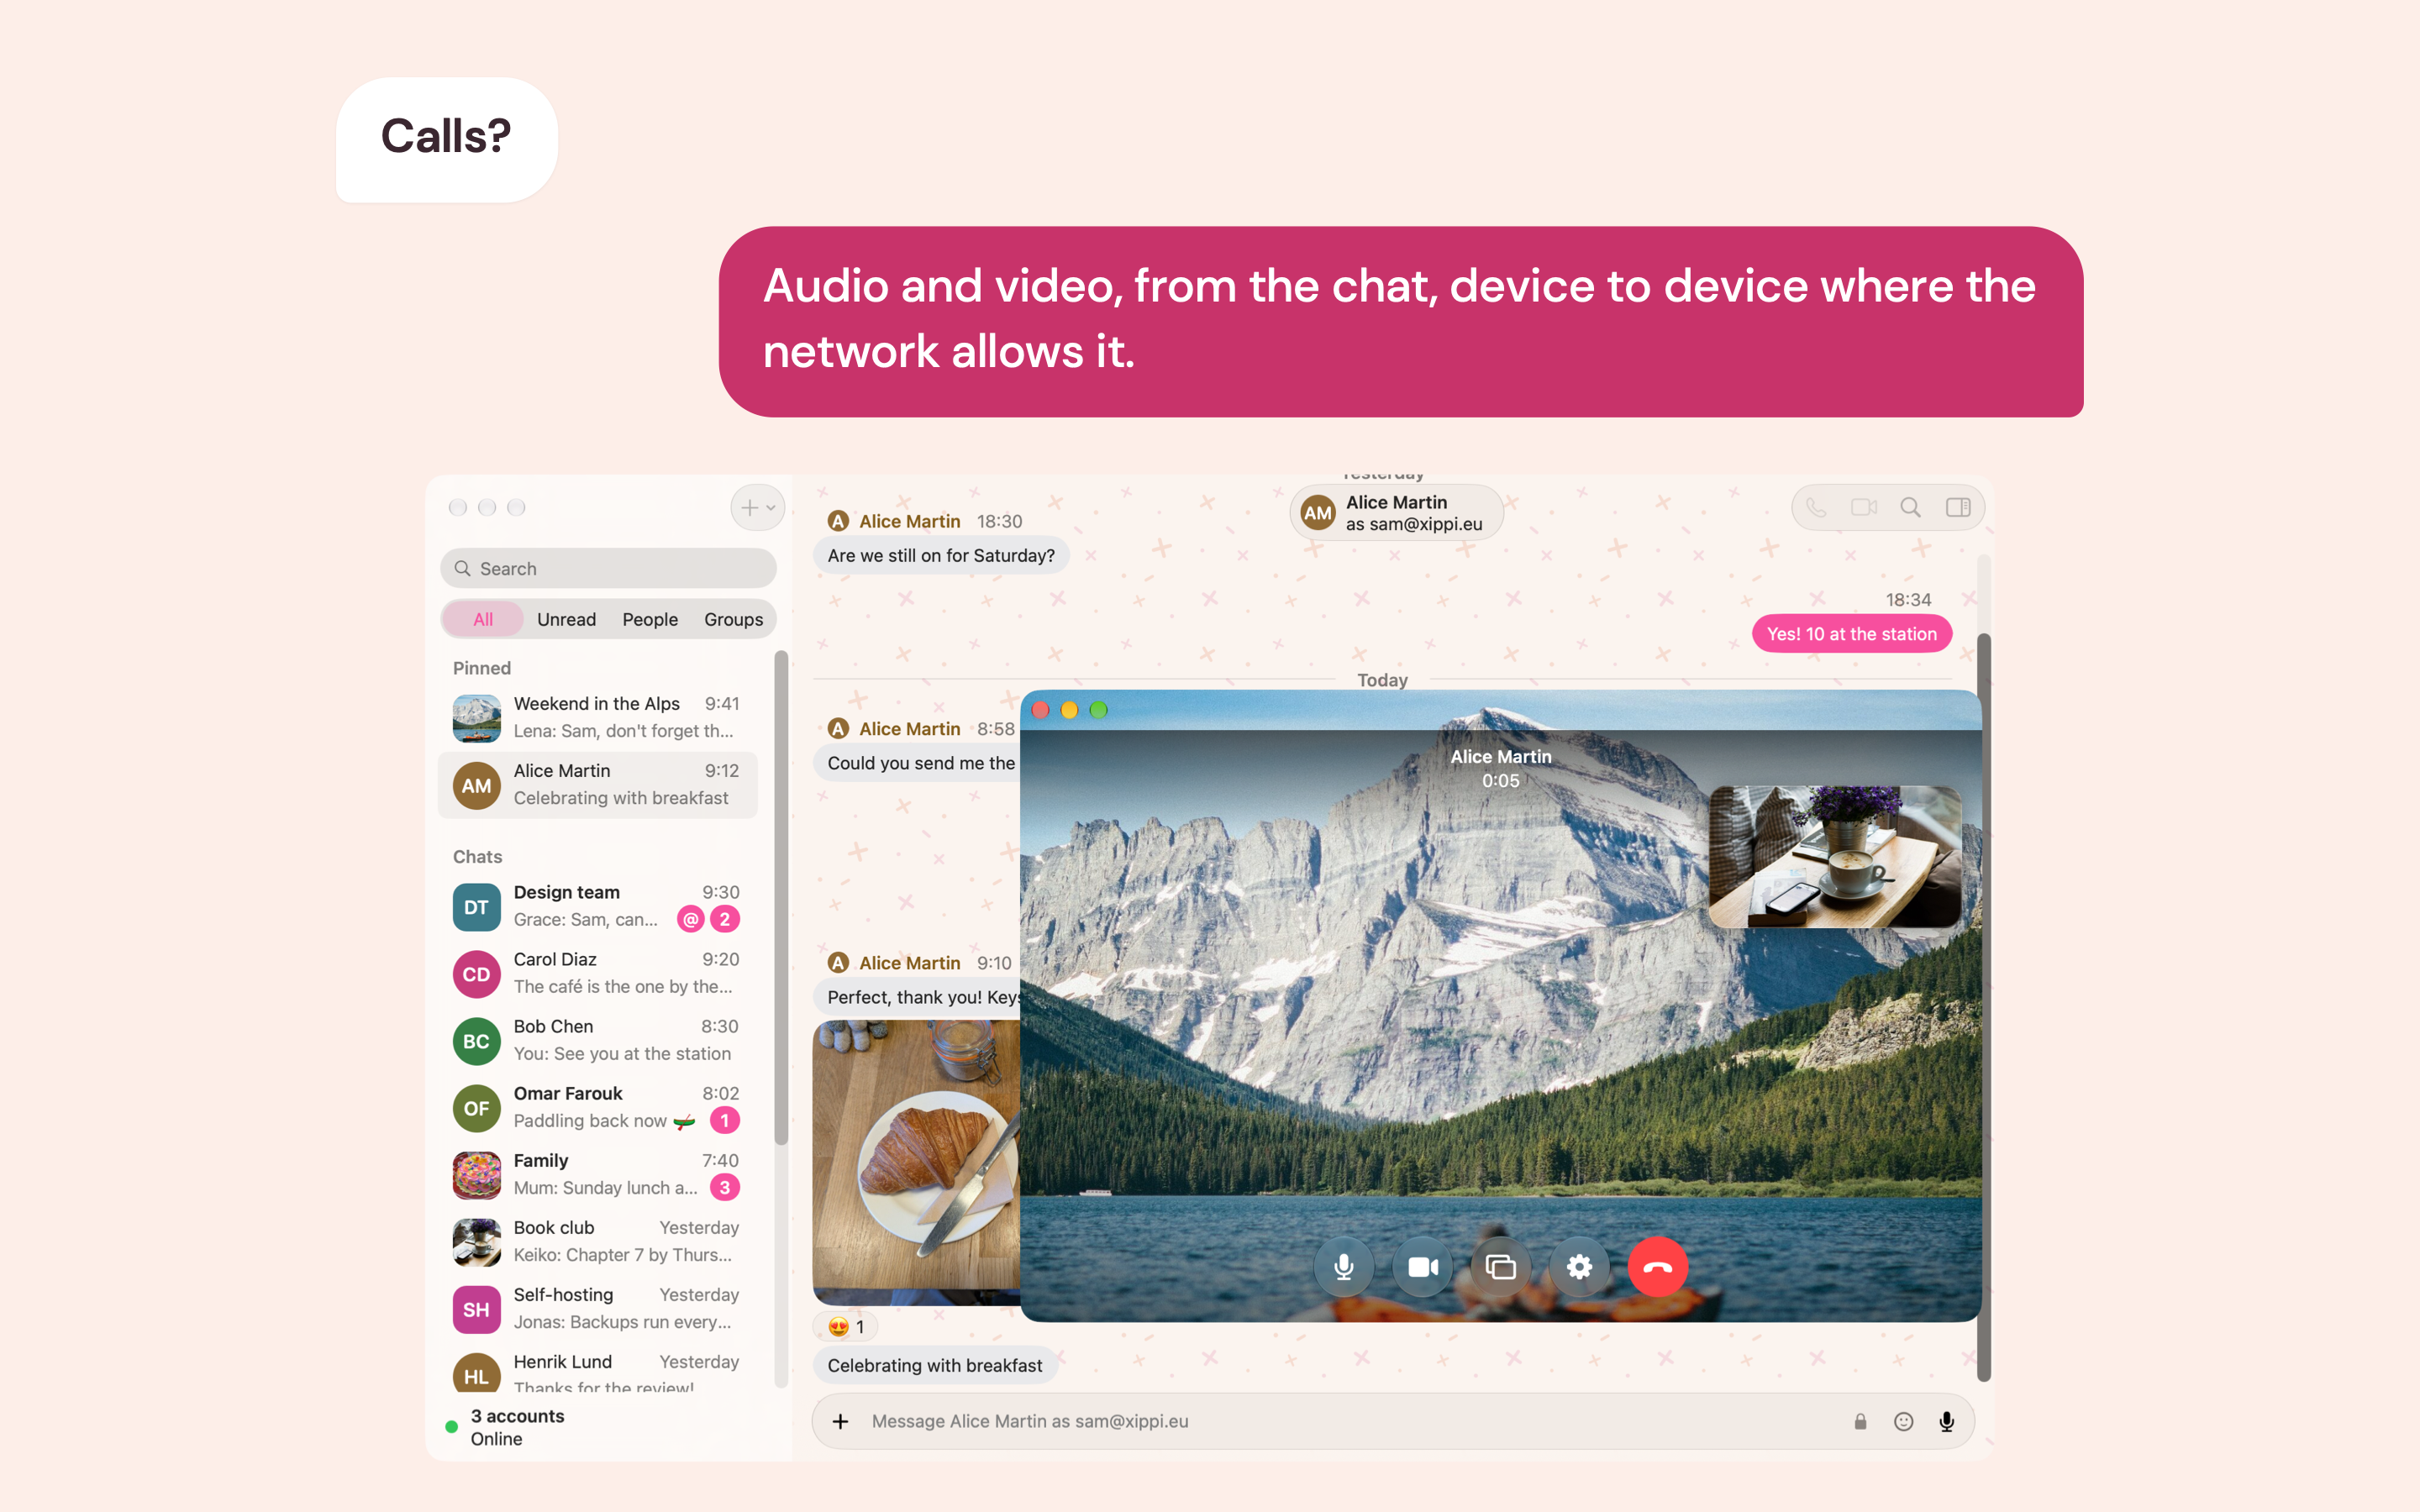 Calls?
Audio and video, from the chat, device to device where the
network allows it.
Search
All Unread People Groups
Pinned
Weekend in the Alps 9:41
Lena: Sam, don't forget th...
AM Alice Martin 9:12
Celebrating with breakfast
Chats
DT Design team 9:30
Grace: Sam, can... @ 2
CD Carol Diaz 9:20
The café is the one by the...
BC Bob Chen 8:30
You: See you at the station
OF Omar Farouk 8:02
Paddling back now 1
Family 7:40
Mum: Sunday lunch a... 3
Book club Yesterday
Keiko: Chapter 7 by Thurs...
SH Self-hosting Yesterday
Jonas: Backups run every...
HL Henrik Lund Yesterday
Thanks for the review!
3 accounts
Online
Yesterday
AM Alice Martin
as sam@xippi.eu
A Alice Martin 18:30
Are we still on for Saturday?
18:34
Yes! 10 at the station
Today
A Alice Martin 8:58
Could you send me the
A Alice Martin 9:10
Perfect, thank you! Keys
😍 1
Celebrating with breakfast
Message Alice Martin as sam@xippi.eu
Alice Martin
0:05